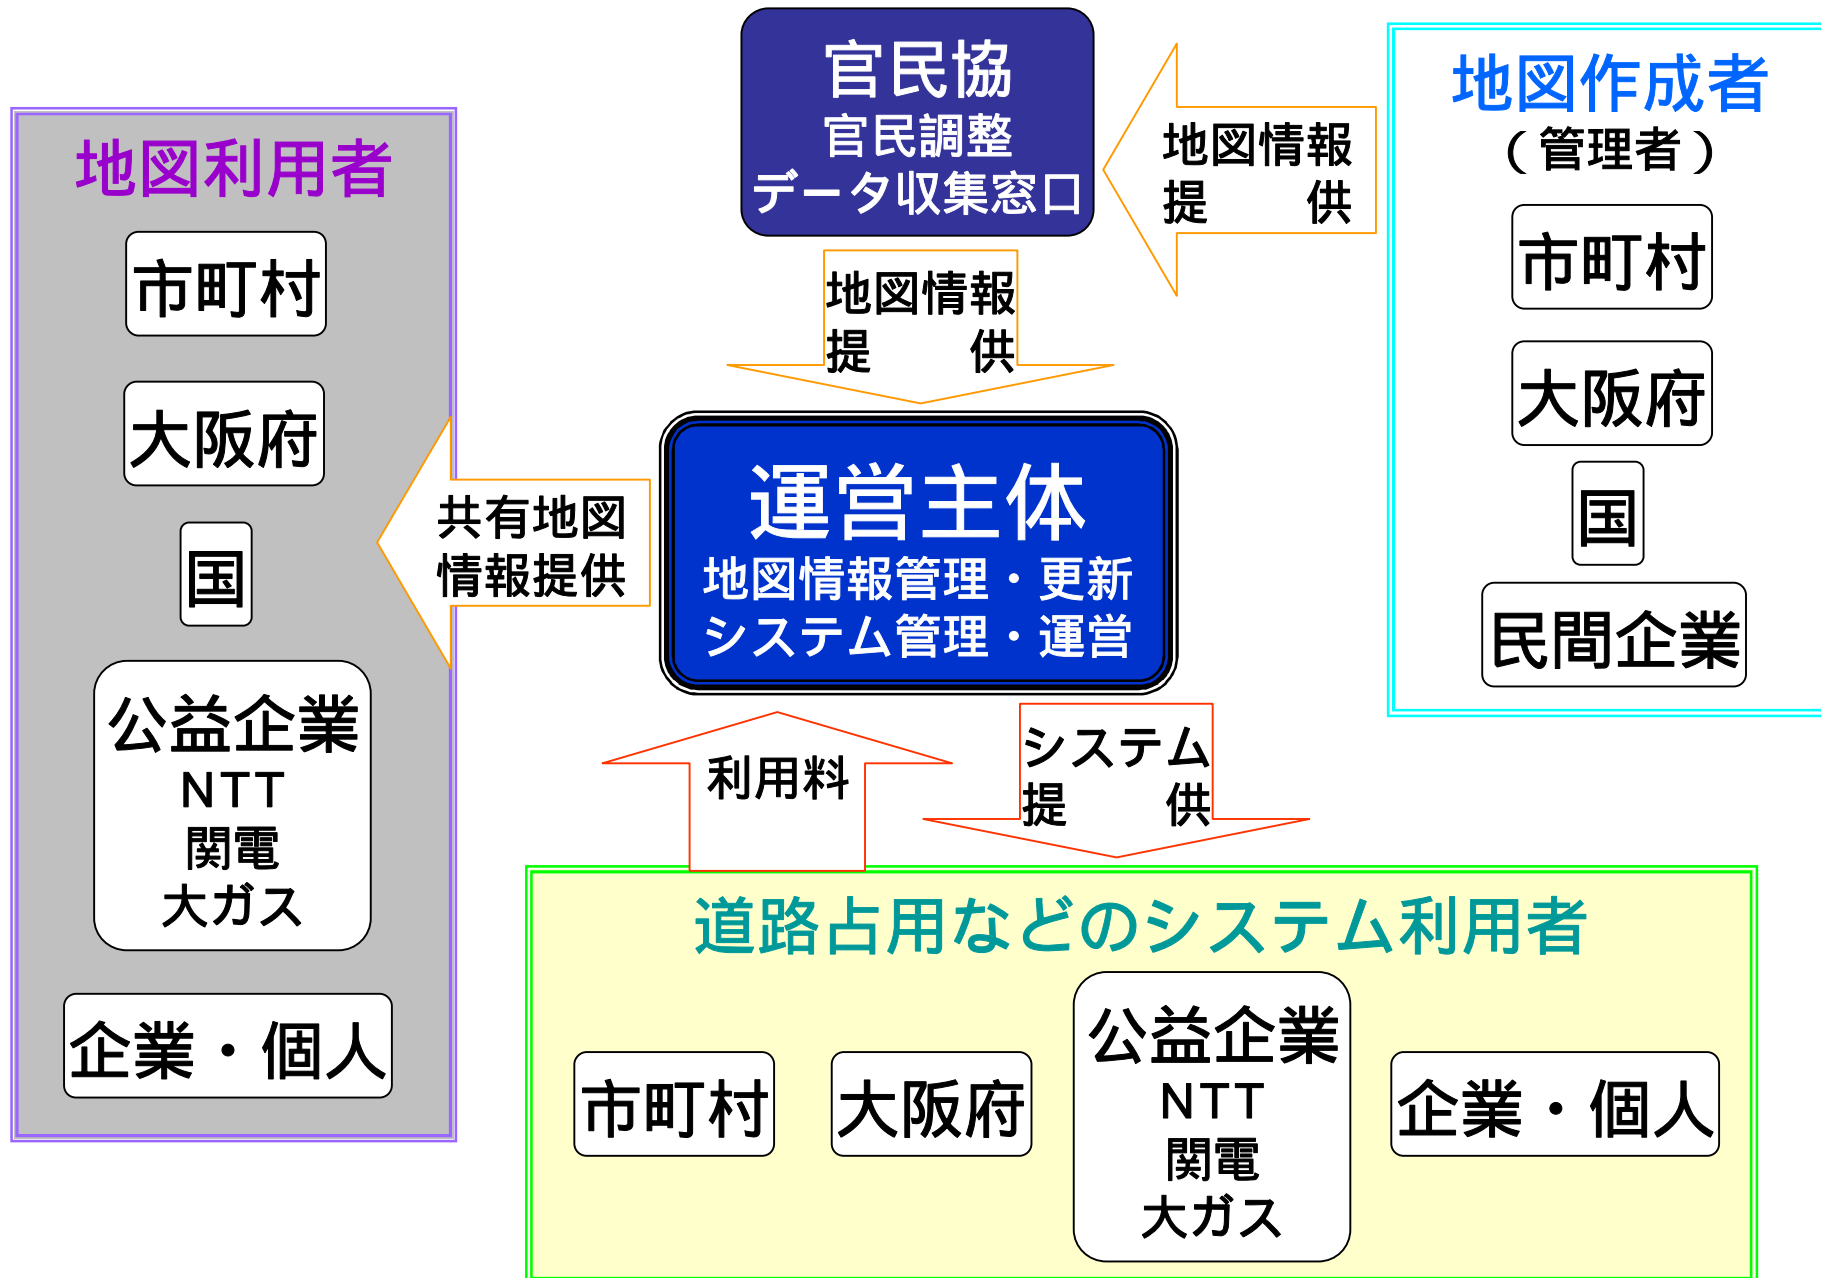 官民協
官民調整
データ収集窓口
地図情報
提　　供
地図作成者
（管理者）
市町村
大阪府
国
民間企業
地図情報
提　　供
地図利用者
市町村
大阪府
国
公益企業
ＮＴＴ
関電
大ガス
企業・個人
共有地図
情報提供
運営主体
地図情報管理・更新
システム管理・運営
利用料
システム
提　　供
道路占用などのシステム利用者
市町村
大阪府
公益企業
ＮＴＴ
関電
大ガス
企業・個人